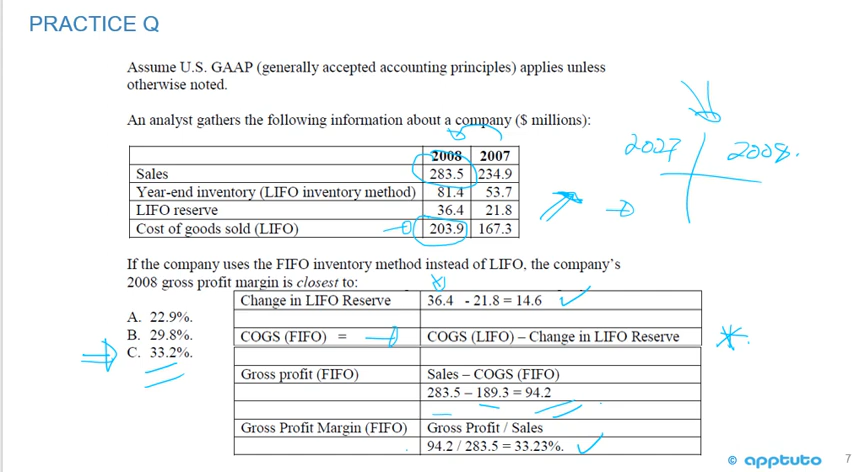 PRACTICE Q
Assume U.S. GAAP (generally accepted accounting principles) applies unless
otherwise noted.
An analyst gathers the following information about a company ($ millions):
2008 2007
Sales 283.5 234.9
Year-end inventory (LIFO inventory method) 81.4 53.7
LIFO reserve 36.4 21.8
Cost of goods sold (LIFO) 203.9 167.3
2007 2008.
If the company uses the FIFO inventory method instead of LIFO, the company's
2008 gross profit margin is closest to:
A. 22.9%.
B. 29.8%.
C. 33.2%.
Change in LIFO Reserve 36.4 - 21.8 = 14.6
COGS (FIFO) = COGS (LIFO) – Change in LIFO Reserve
Gross profit (FIFO) Sales – COGS (FIFO)
283.5 – 189.3 = 94.2
Gross Profit Margin (FIFO) Gross Profit / Sales
94.2 / 283.5 = 33.23%.
© apptuto 7